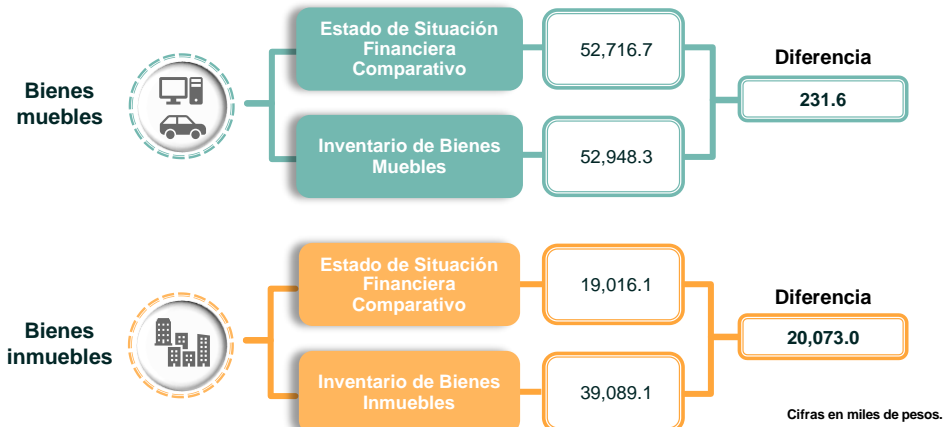 Bienes
muebles
Estado de Situación
Financiera
Comparativo
52,716.7
Inventario de Bienes
Muebles
52,948.3
Diferencia
231.6
Bienes
inmuebles
Estado de Situación
Financiera
Comparativo
19,016.1
Inventario de Bienes
Inmuebles
39,089.1
Diferencia
20,073.0
Cifras en miles de pesos.